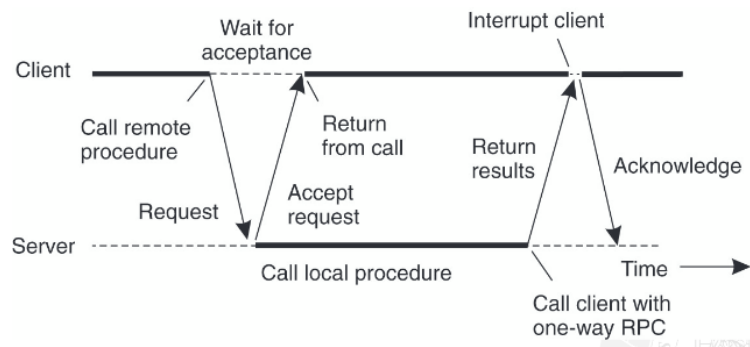 Interrupt client
Wait for
acceptance
Client
Call remote
procedure
Return
from call
Return
results
Acknowledge
Request
Accept
request
Server
Call local procedure
Time
Call client with
one-way RPC